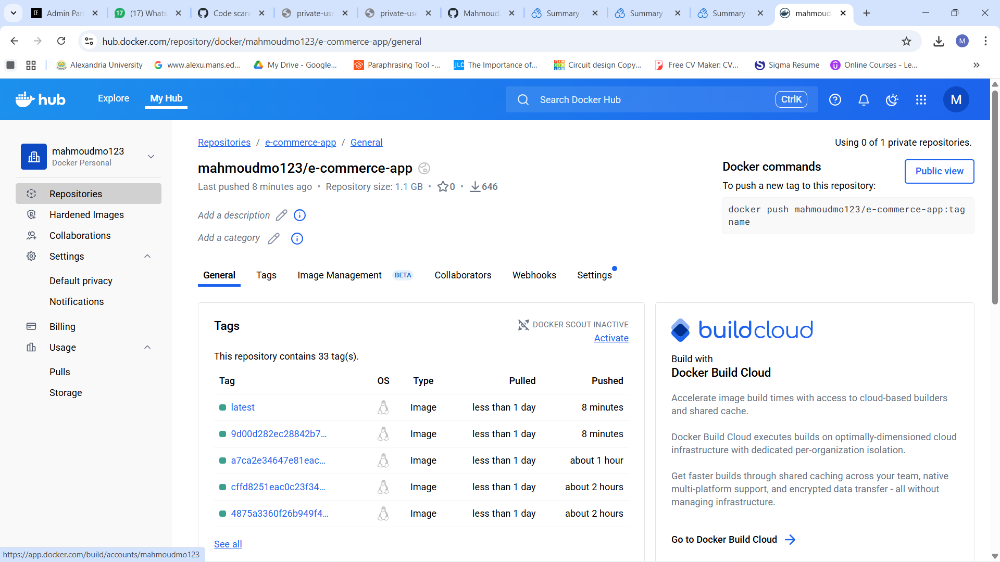 Admin Pan
17
(17) Whats
Code scan
private-use
private-use
Mahmoud
Summary
Summary
Summary
mahmoud
hub.docker.com/repository/docker/mahmoudmo123/e-commerce-app/general
M
Alexandria University
www.alexu.mans.ed...
My Drive - Google...
Paraphrasing Tool -...
The Importance of...
Circuit design Copy...
Free CV Maker: CV...
Sigma Resume
Online Courses - Le...
hub
Explore
My Hub
Search Docker Hub
CtrlK
M
mahmoudmo123
Docker Personal
Repositories
Hardened Images
Collaborations
Settings
Default privacy
Notifications
Billing
Usage
Pulls
Storage
Repositories / e-commerce-app / General
Using 0 of 1 private repositories.
mahmoudmo123/e-commerce-app
Last pushed 8 minutes ago • Repository size: 1.1 GB • 0 • 646
Add a description
Add a category
Docker commands
Public view
To push a new tag to this repository:
docker push mahmoudmo123/e-commerce-app:tag
name
General
Tags
Image Management BETA
Collaborators
Webhooks
Settings
Tags
DOCKER SCOUT INACTIVE
Activate
This repository contains 33 tag(s).
Tag OS Type Pulled Pushed
latest Image less than 1 day 8 minutes
9d00d282ec28842b7... Image less than 1 day 8 minutes
a7ca2e34647e81eac... Image less than 1 day about 1 hour
cffd8251eac0c23f34... Image less than 1 day about 2 hours
4875a3360f26b949f4... Image less than 1 day about 2 hours
See all
buildcloud
Build with
Docker Build Cloud
Accelerate image build times with access to cloud-based builders
and shared cache.
Docker Build Cloud executes builds on optimally-dimensioned cloud
infrastructure with dedicated per-organization isolation.
Get faster builds through shared caching across your team, native
multi-platform support, and encrypted data transfer - all without
managing infrastructure.
Go to Docker Build Cloud
https://app.docker.com/build/accounts/mahmoudmo123